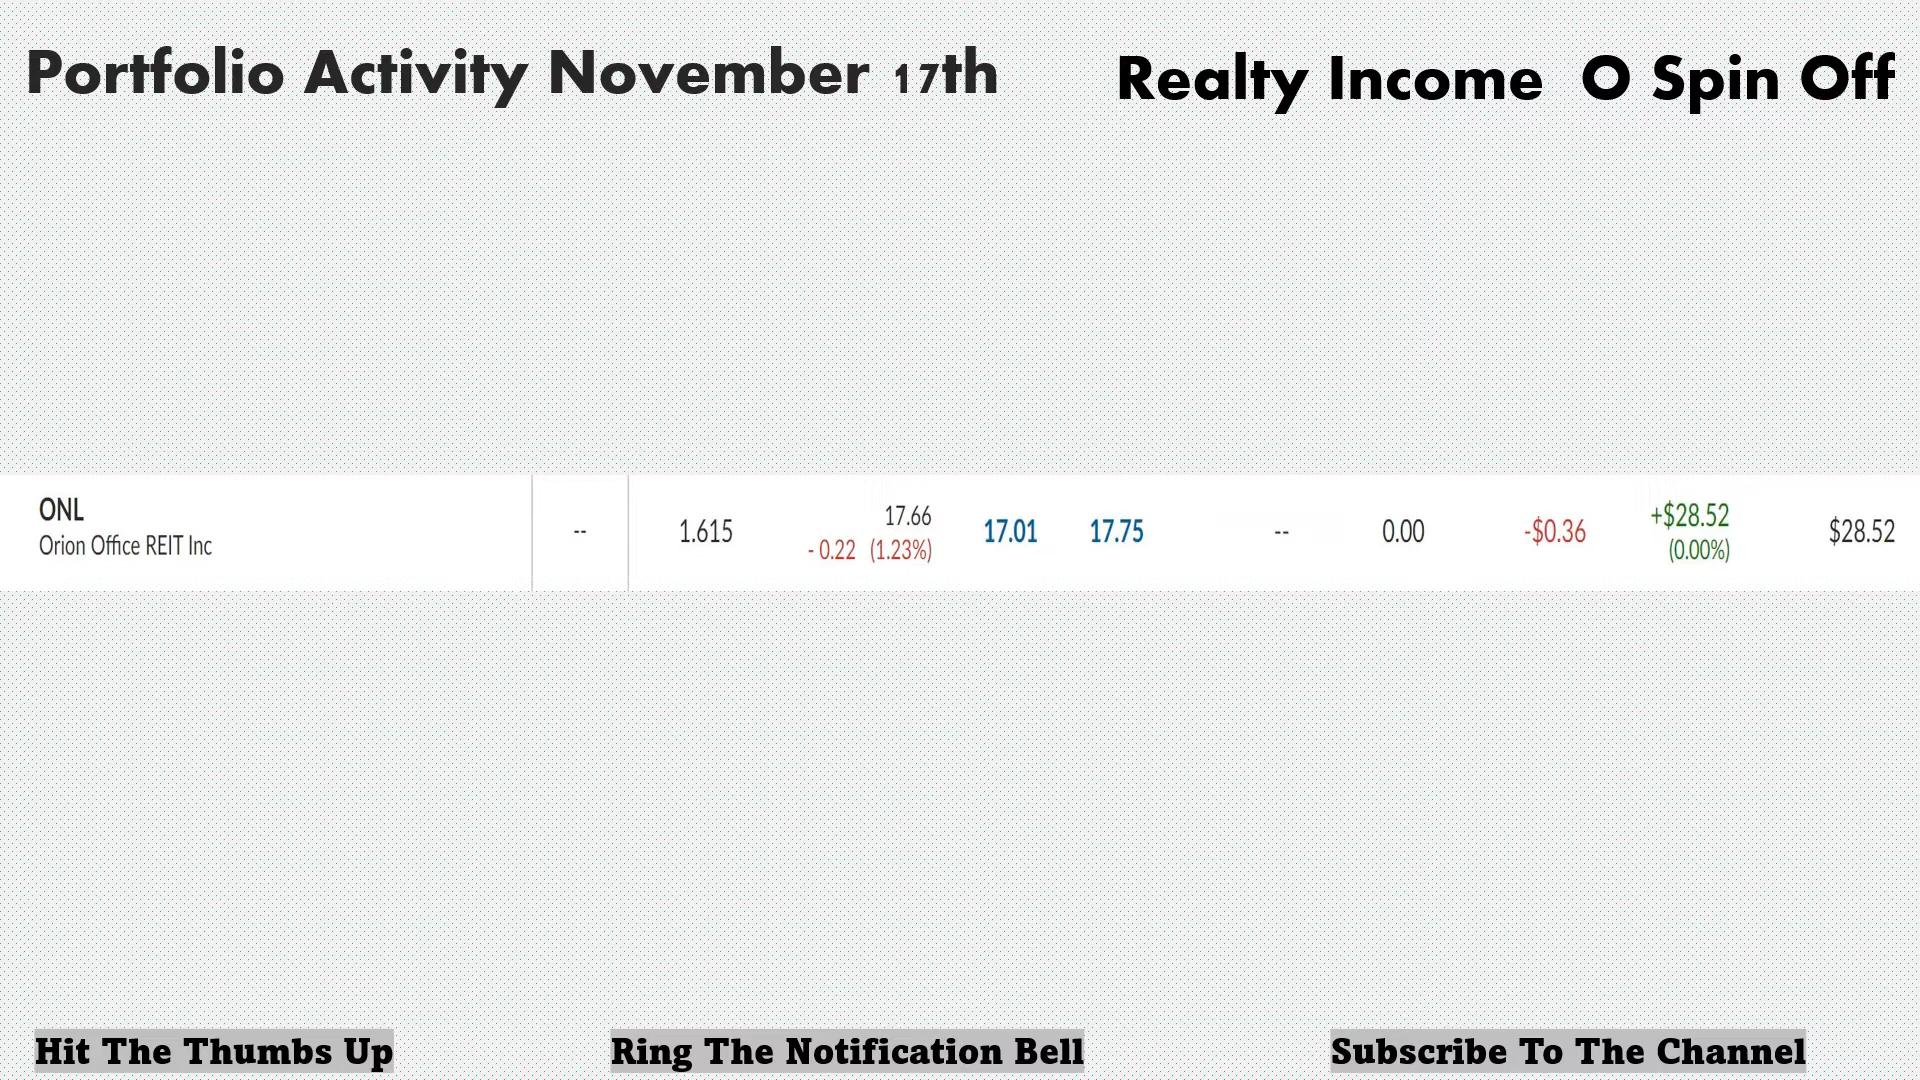 Portfolio Activity November 17th
Realty Income O Spin Off
ONL
Orion Office REIT Inc
--
1.615
17.66
- 0.22 (1.23%)
17.01
17.75
--
0.00
-$0.36
+$28.52
(0.00%)
$28.52
Hit The Thumbs Up
Ring The Notification Bell
Subscribe To The Channel